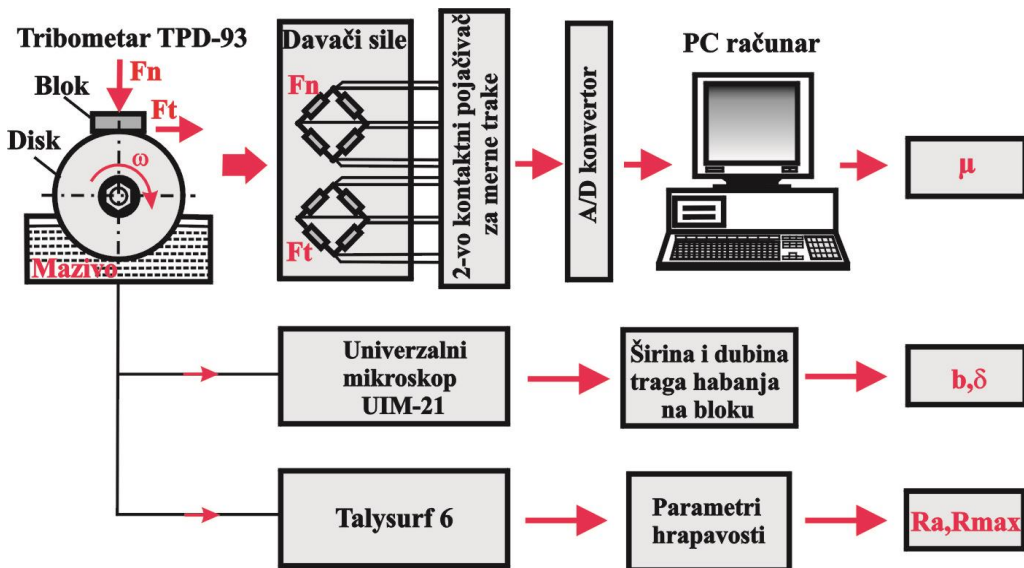 Tribometar TPD-93
Fn
Blok
Ft
Disk
ω
Mazivo
Davači sile
Fn
Ft
2-vo kontaktni pojačivač
za merne trake
A/D konvertor
PC računar
μ
Univerzalni
mikroskop
UIM-21
Širina i dubina
traga habanja
na bloku
b,δ
Talysurf 6
Parametri
hrapavosti
Ra,Rmax